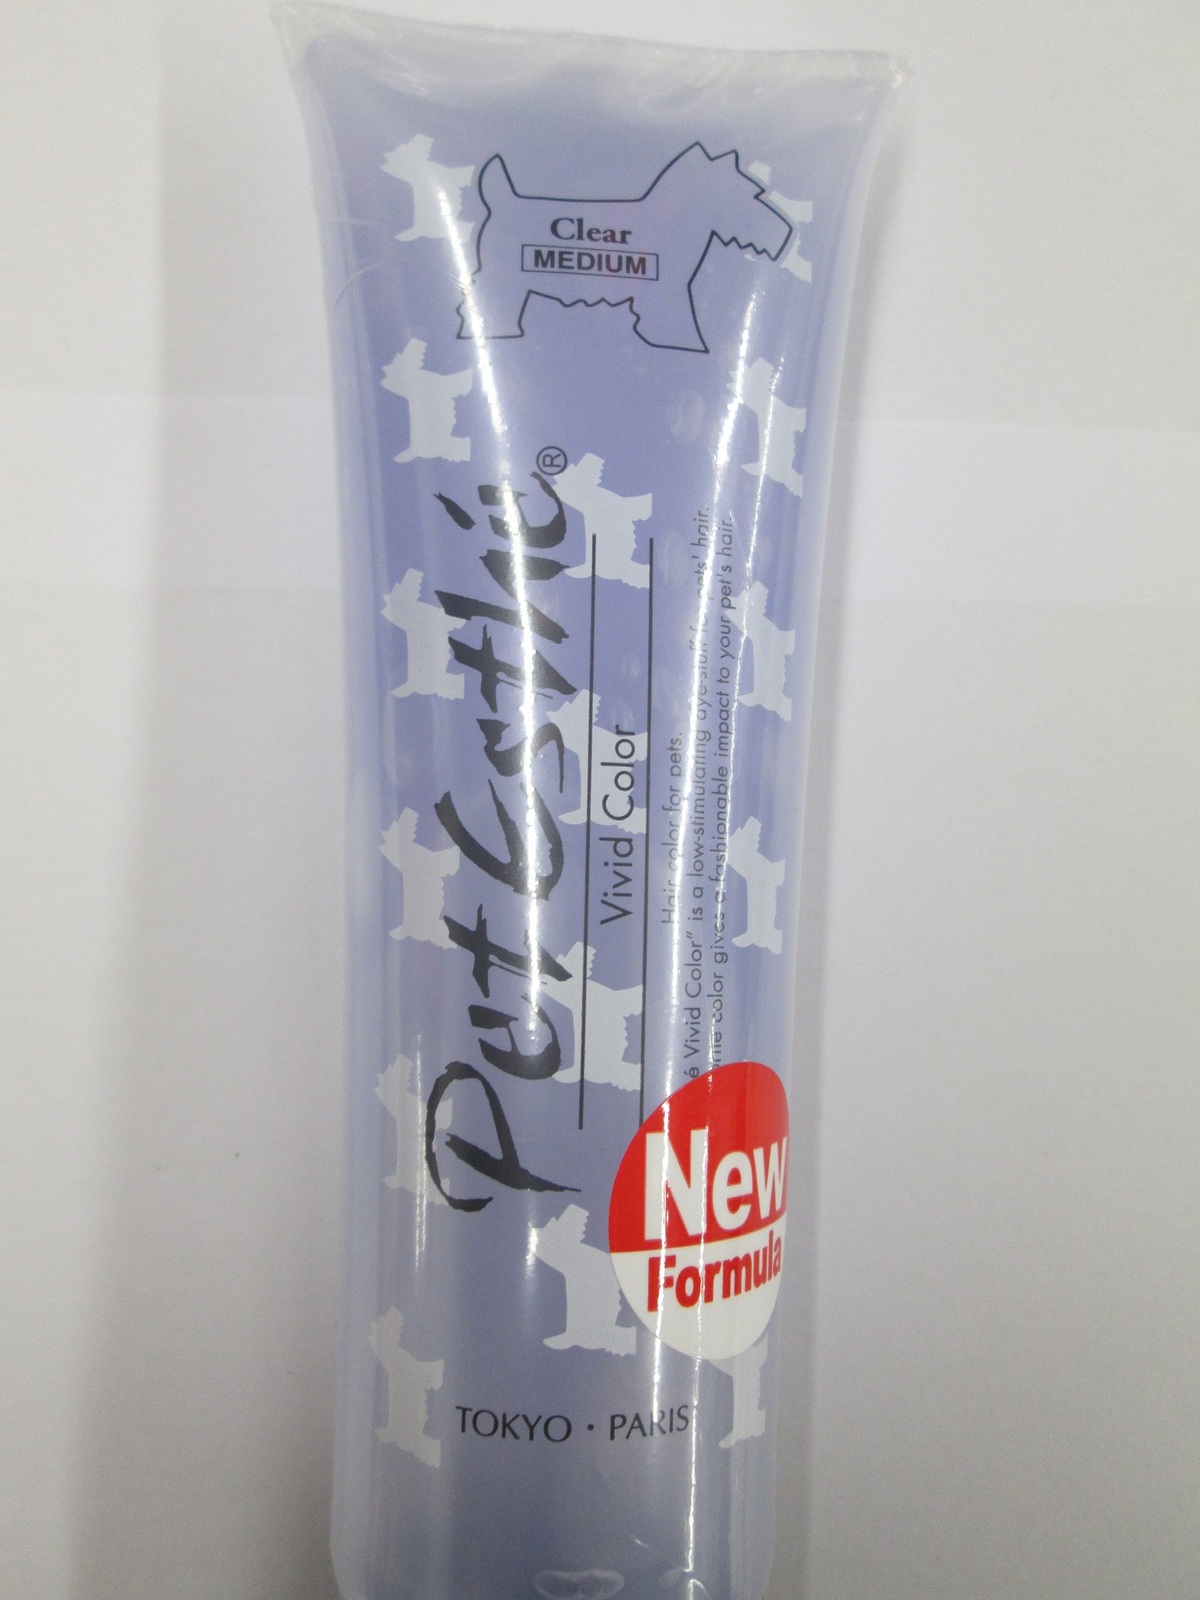 Clear
MEDIUM
Put Esthé®
Vivid Color
Hair color for pets.
é Vivid Color" is a low-stimulating dye-stuff for pets' hair.
color gives a fashionable impact to your pet's hair.
New
Formula
TOKYO · PARIS